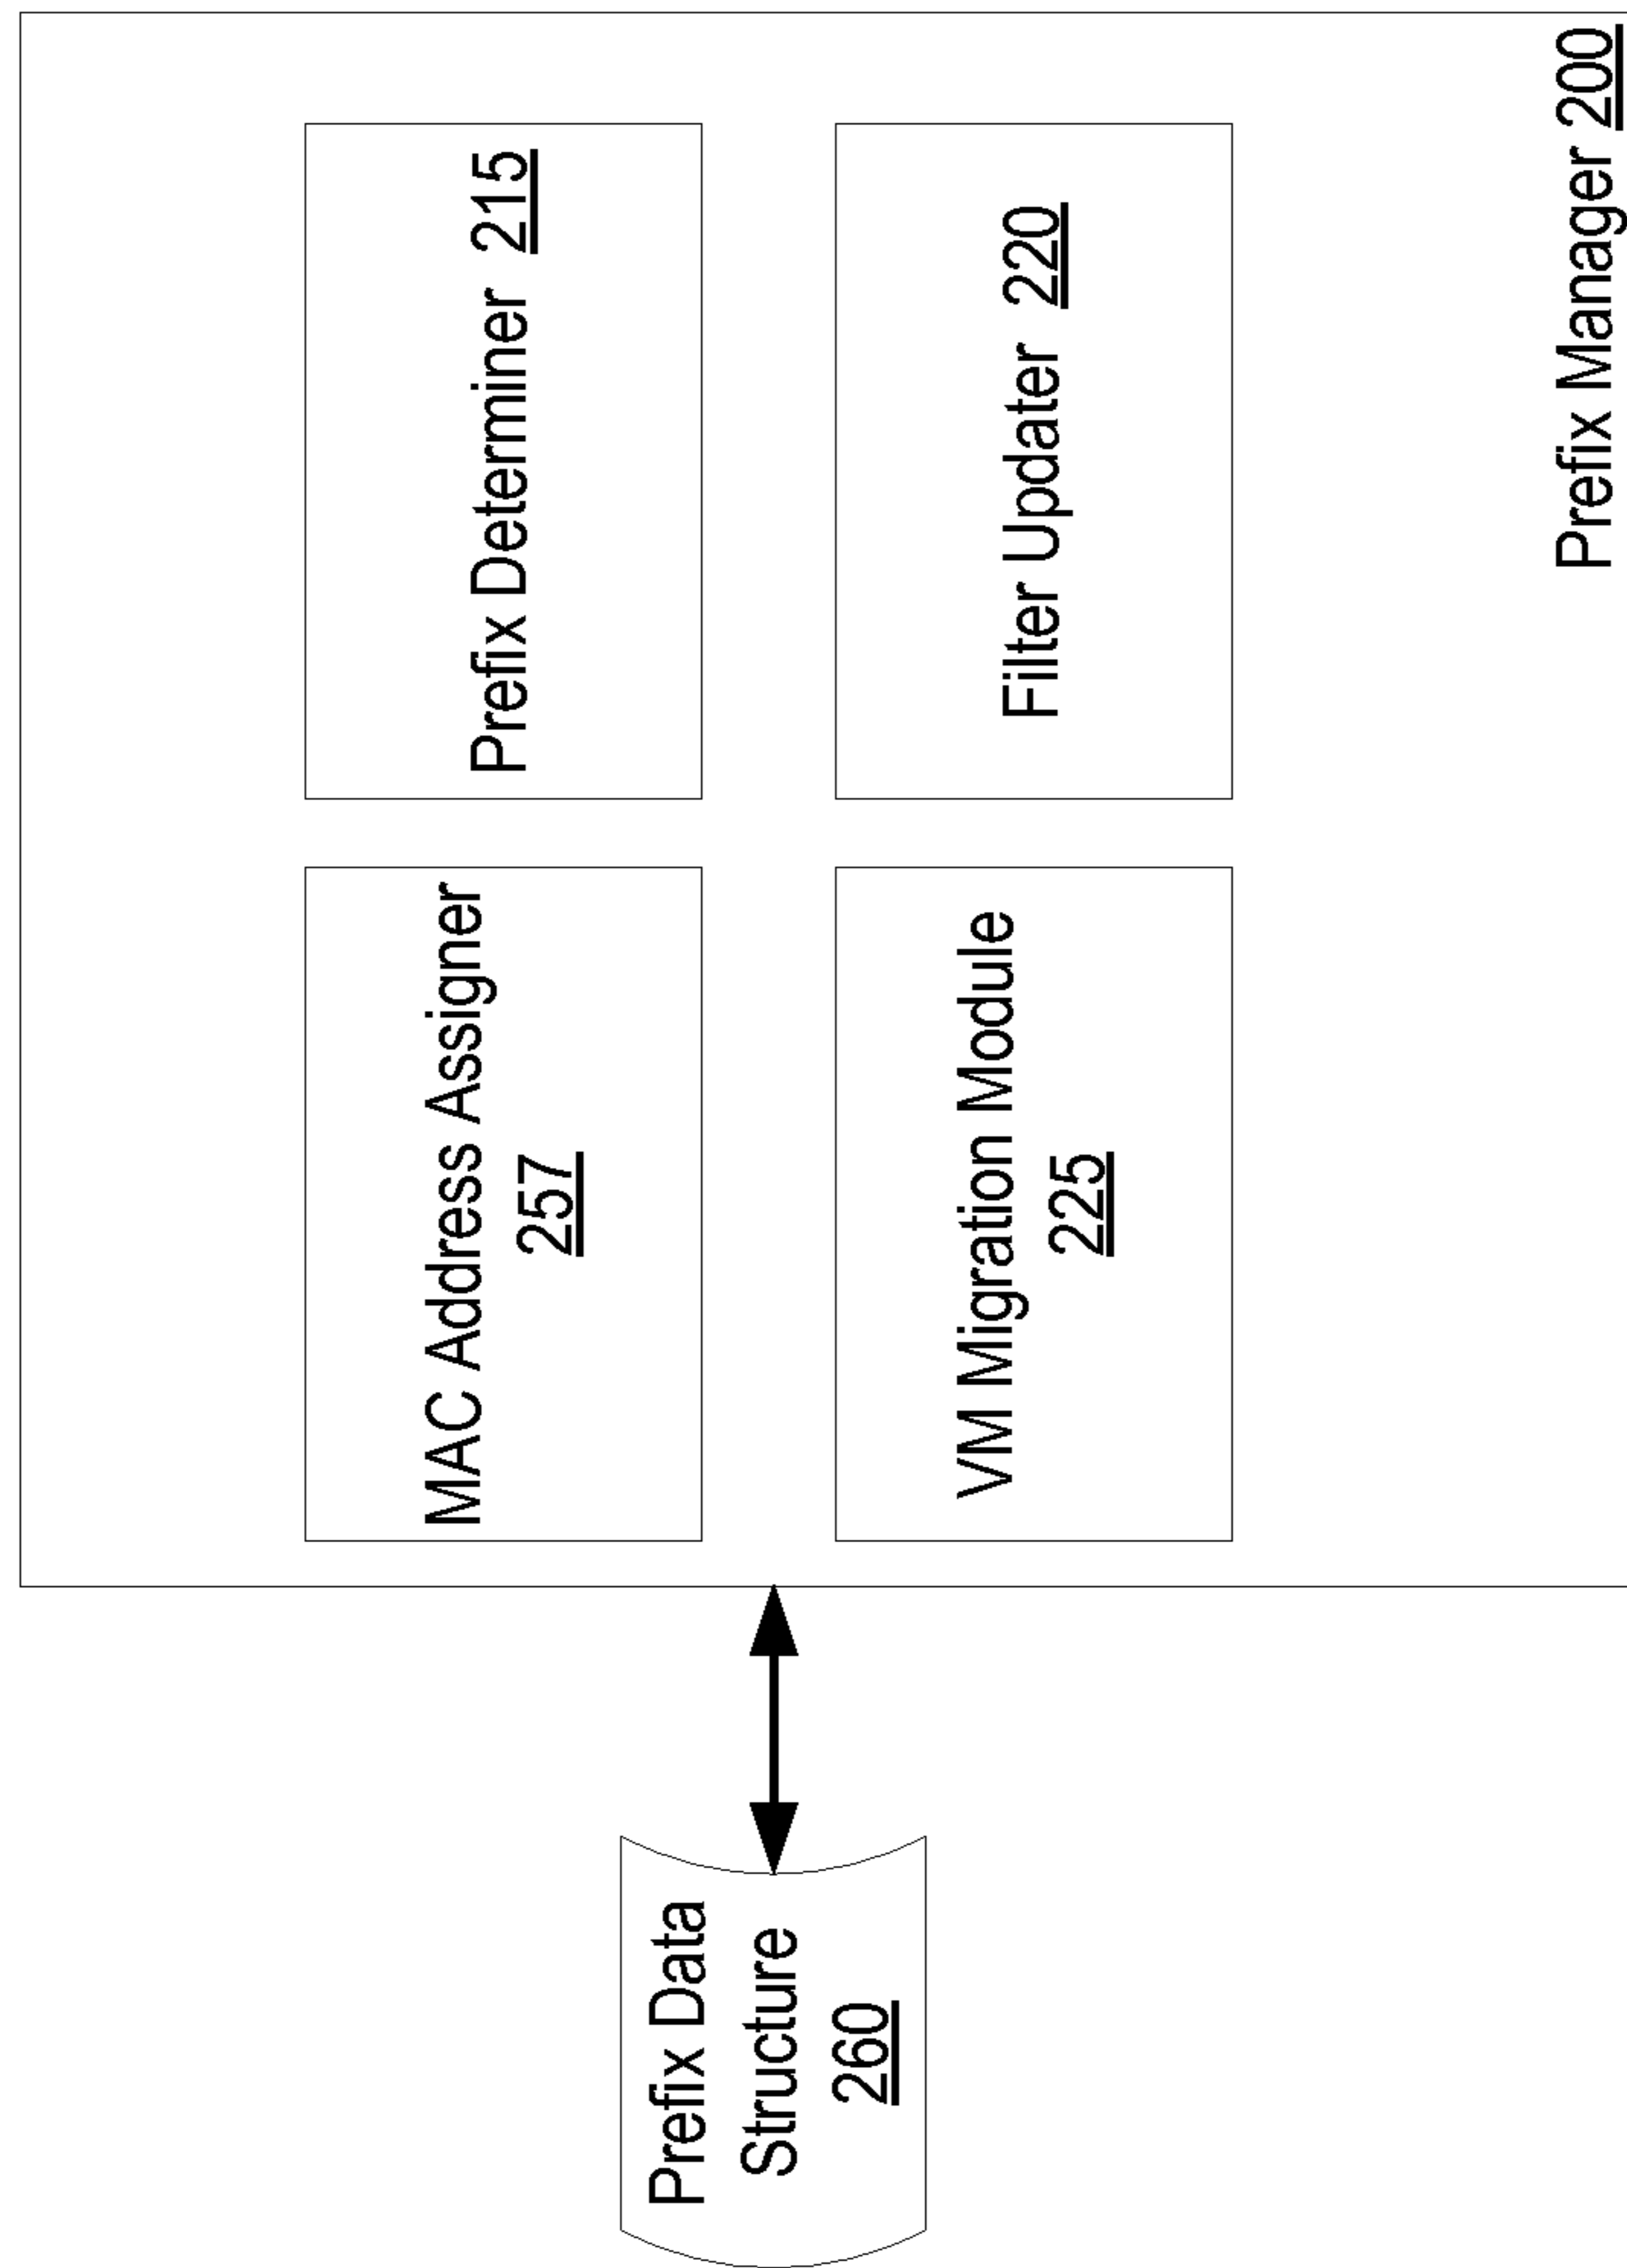 MAC Address Assigner
257
Prefix Determiner 215
Prefix Data
Structure
260
VM Migration Module
225
Filter Updater 220
Prefix Manager 200